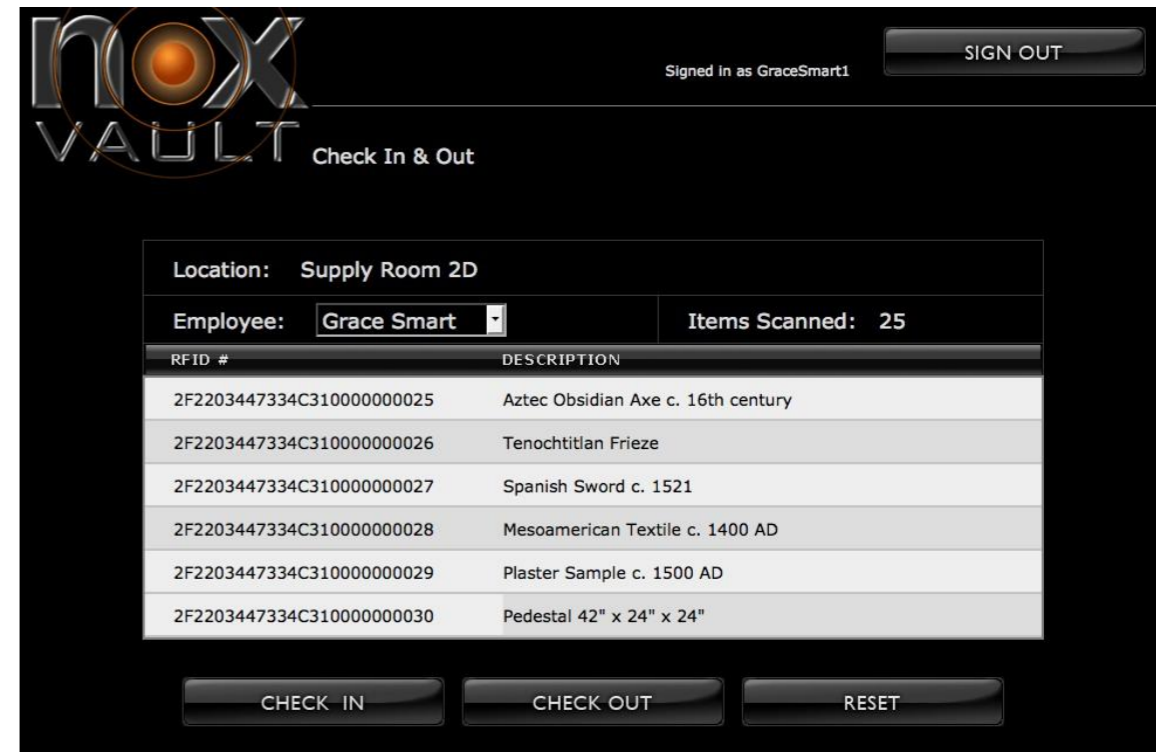 nox
VAULT
SIGN OUT
Signed in as GraceSmart1
Check In & Out
Location: Supply Room 2D
Employee: Grace Smart Items Scanned: 25
RFID # DESCRIPTION
2F2203447334C310000000025 Aztec Obsidian Axe c. 16th century
2F2203447334C310000000026 Tenochtitlan Frieze
2F2203447334C310000000027 Spanish Sword c. 1521
2F2203447334C310000000028 Mesoamerican Textile c. 1400 AD
2F2203447334C310000000029 Plaster Sample c. 1500 AD
2F2203447334C310000000030 Pedestal 42" x 24" x 24"
CHECK IN CHECK OUT RESET